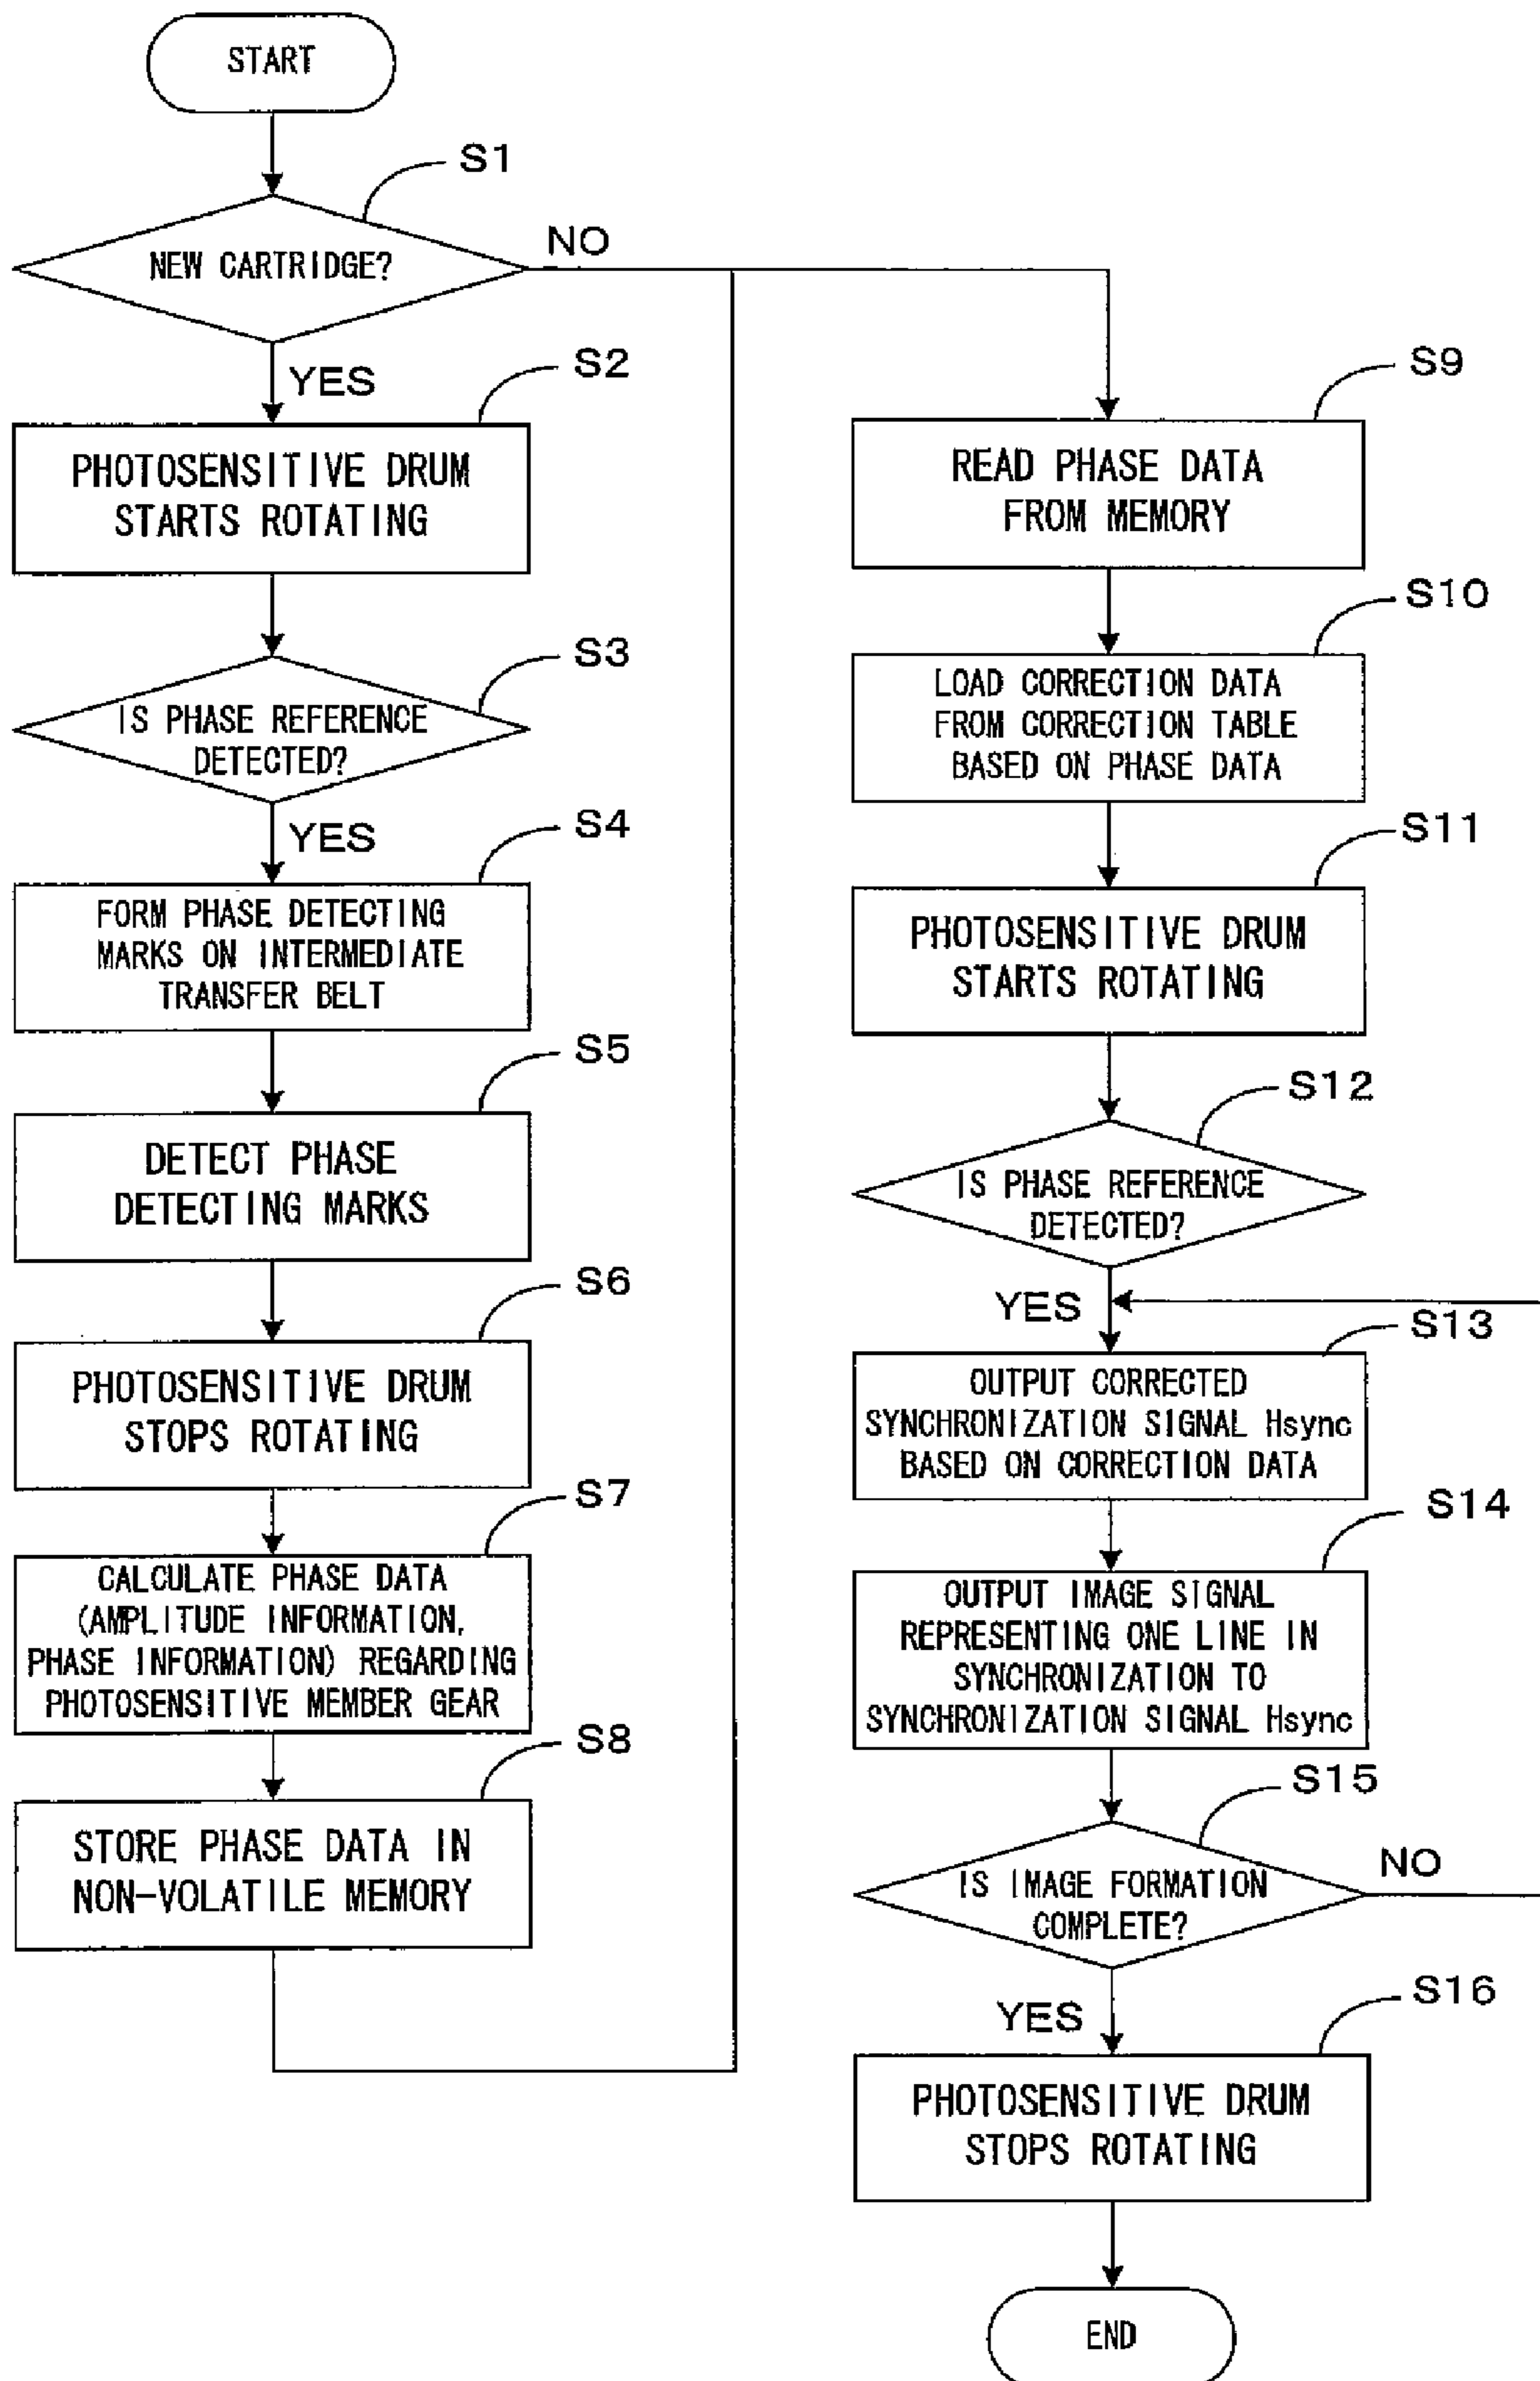 START
S1
NEW CARTRIDGE?
NO
YES
S2
PHOTOSENSITIVE DRUM
STARTS ROTATING
S3
IS PHASE REFERENCE
DETECTED?
YES
S4
FORM PHASE DETECTING
MARKS ON INTERMEDIATE
TRANSFER BELT
S5
DETECT PHASE
DETECTING MARKS
S6
PHOTOSENSITIVE DRUM
STOPS ROTATING
S7
CALCULATE PHASE DATA
(AMPLITUDE INFORMATION,
PHASE INFORMATION) REGARDING
PHOTOSENSITIVE MEMBER GEAR
S8
STORE PHASE DATA IN
NON-VOLATILE MEMORY
S9
READ PHASE DATA
FROM MEMORY
S10
LOAD CORRECTION DATA
FROM CORRECTION TABLE
BASED ON PHASE DATA
S11
PHOTOSENSITIVE DRUM
STARTS ROTATING
S12
IS PHASE REFERENCE
DETECTED?
YES
S13
OUTPUT CORRECTED
SYNCHRONIZATION SIGNAL Hsync
BASED ON CORRECTION DATA
S14
OUTPUT IMAGE SIGNAL
REPRESENTING ONE LINE IN
SYNCHRONIZATION TO
SYNCHRONIZATION SIGNAL Hsync
S15
IS IMAGE FORMATION
COMPLETE?
NO
YES
S16
PHOTOSENSITIVE DRUM
STOPS ROTATING
END